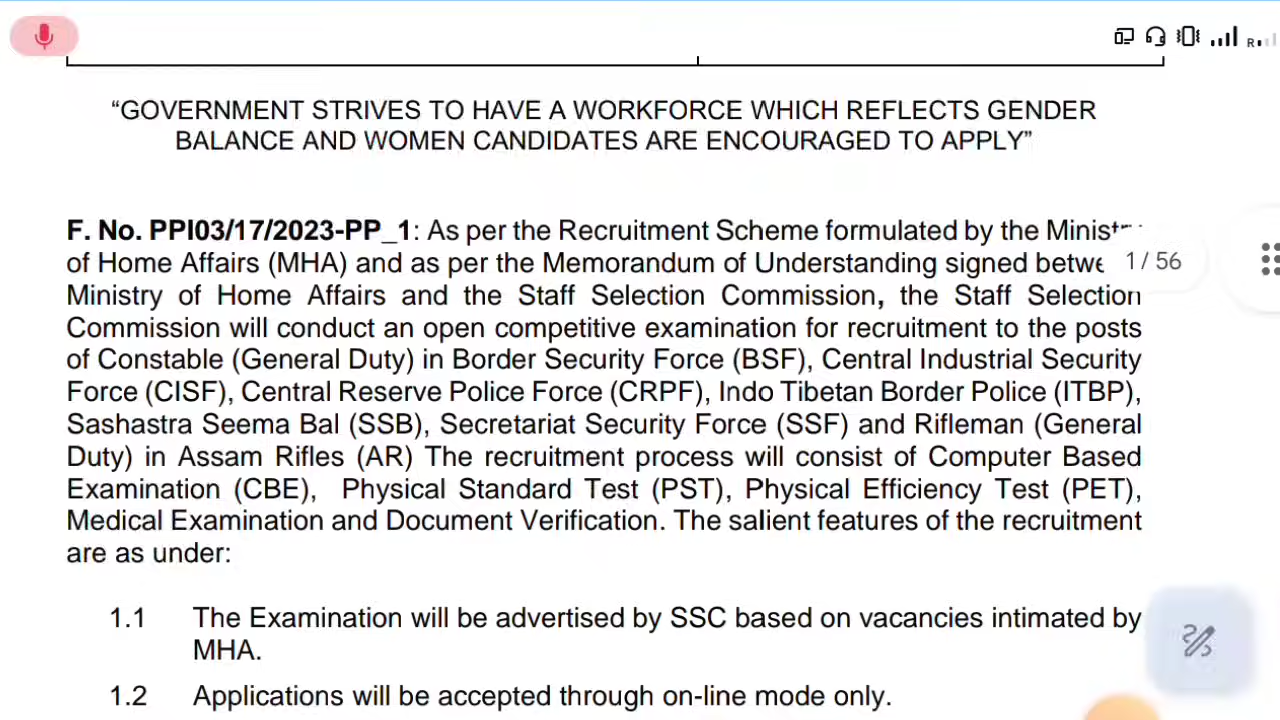 “GOVERNMENT STRIVES TO HAVE A WORKFORCE WHICH REFLECTS GENDER
BALANCE AND WOMEN CANDIDATES ARE ENCOURAGED TO APPLY”
F. No. PPI03/17/2023-PP_1: As per the Recruitment Scheme formulated by the Ministry
of Home Affairs (MHA) and as per the Memorandum of Understanding signed betwe
1/56
Ministry of Home Affairs and the Staff Selection Commission, the Staff Selection
Commission will conduct an open competitive examination for recruitment to the posts
of Constable (General Duty) in Border Security Force (BSF), Central Industrial Security
Force (CISF), Central Reserve Police Force (CRPF), Indo Tibetan Border Police (ITBP),
Sashastra Seema Bal (SSB), Secretariat Security Force (SSF) and Rifleman (General
Duty) in Assam Rifles (AR) The recruitment process will consist of Computer Based
Examination (CBE), Physical Standard Test (PST), Physical Efficiency Test (PET),
Medical Examination and Document Verification. The salient features of the recruitment
are as under:
1.1 The Examination will be advertised by SSC based on vacancies intimated by
MHA.
1.2 Applications will be accepted through on-line mode only.